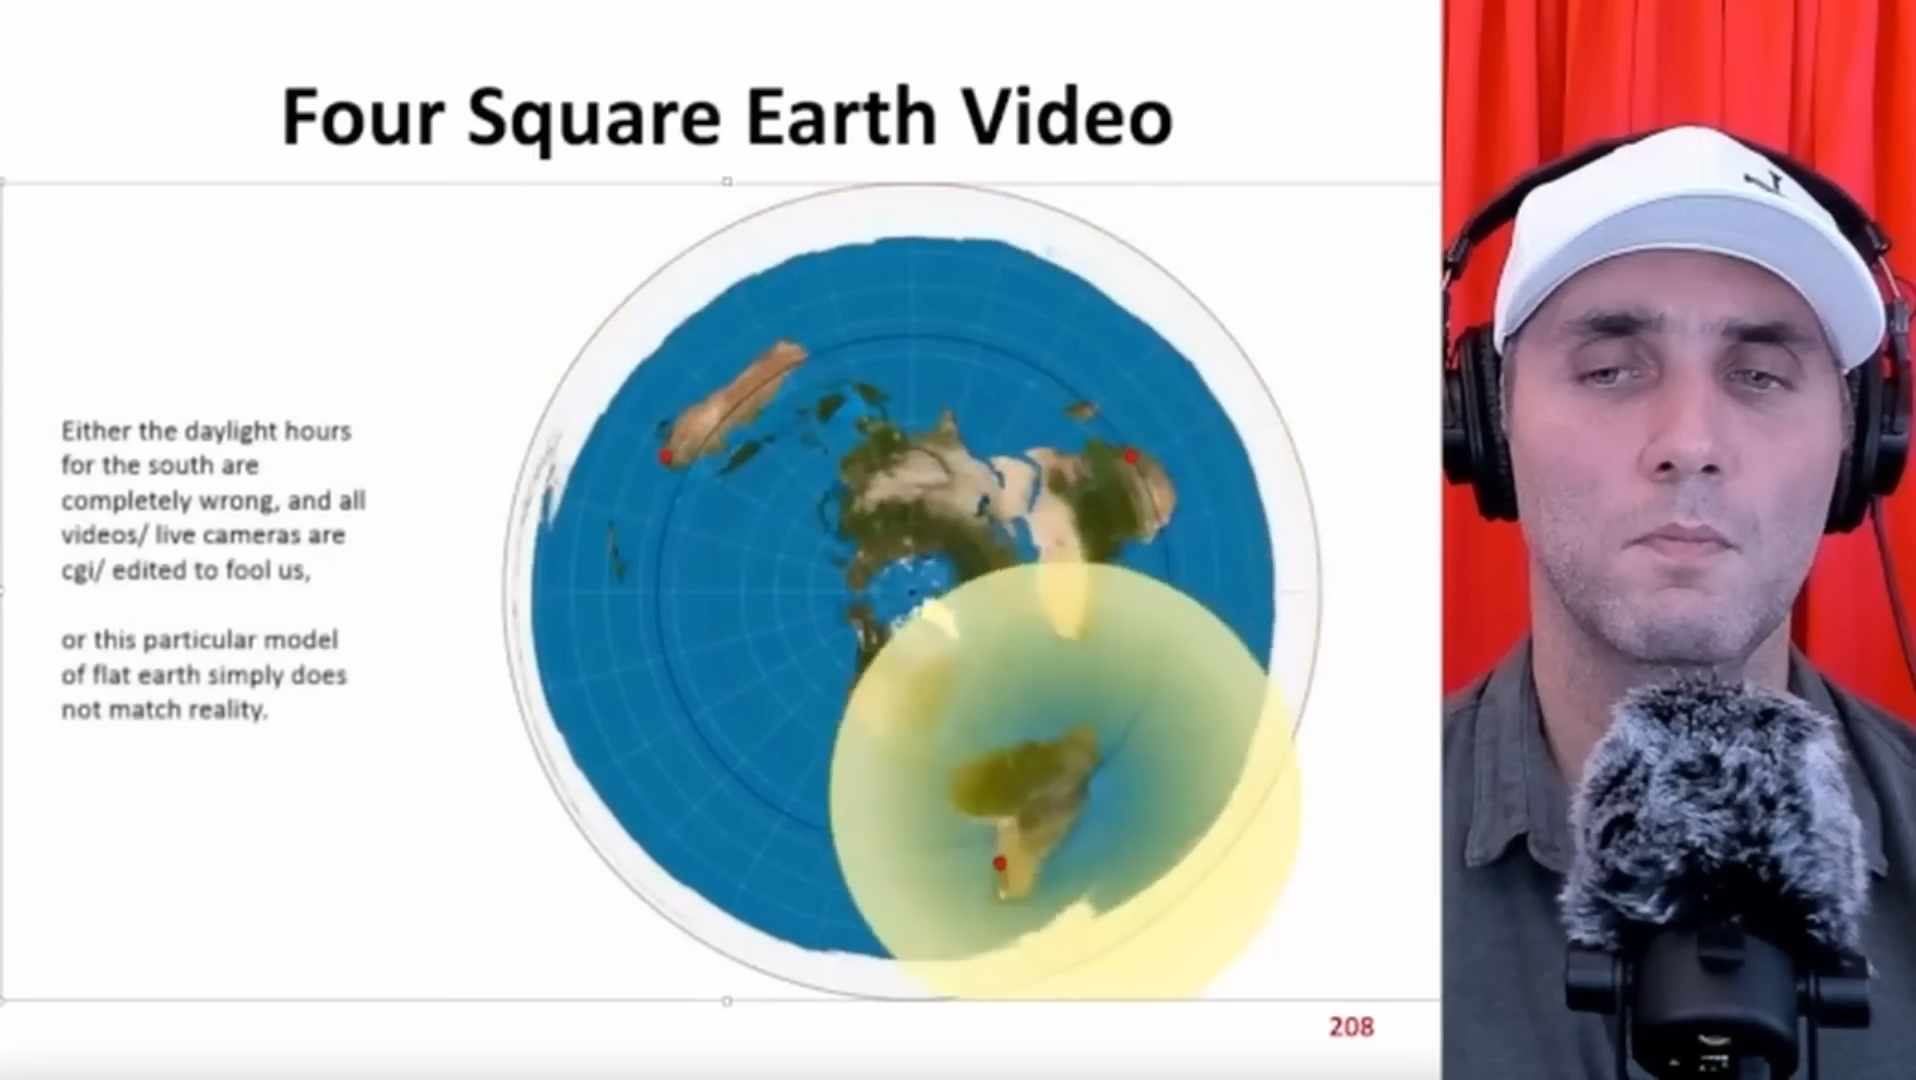 Four Square Earth Video
Either the daylight hours
for the south are
completely wrong, and all
videos/ live cameras are
cgi/ edited to fool us,
or this particular model
of flat earth simply does
not match reality.
208